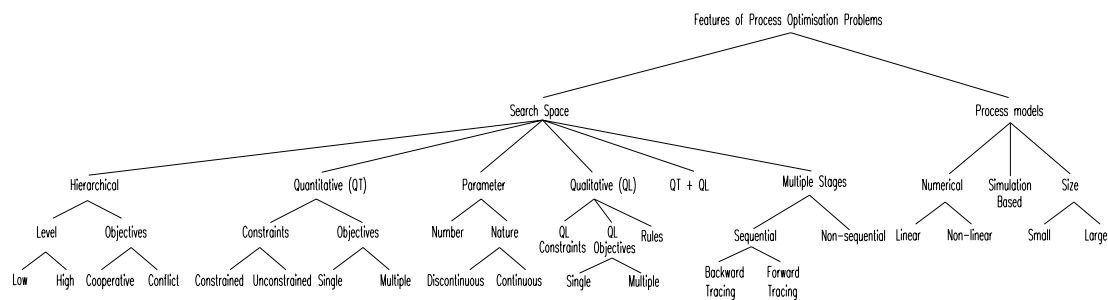 Features of Process Optimisation Problems
Search Space
Process models
Hierarchical
Quantitative (QT)
Parameter
Qualitative (QL)
QT + QL
Multiple Stages
Numerical
Simulation
Based
Size
Level
Objectives
Constraints
Objectives
Number
Nature
QL
Constraints
QL
Objectives
Rules
Sequential
Non-sequential
Linear
Non-linear
Small
Large
Low
High
Cooperative
Conflict
Constrained
Unconstrained
Single
Multiple
Discontinuous
Continuous
Single
Multiple
Backward
Tracing
Forward
Tracing